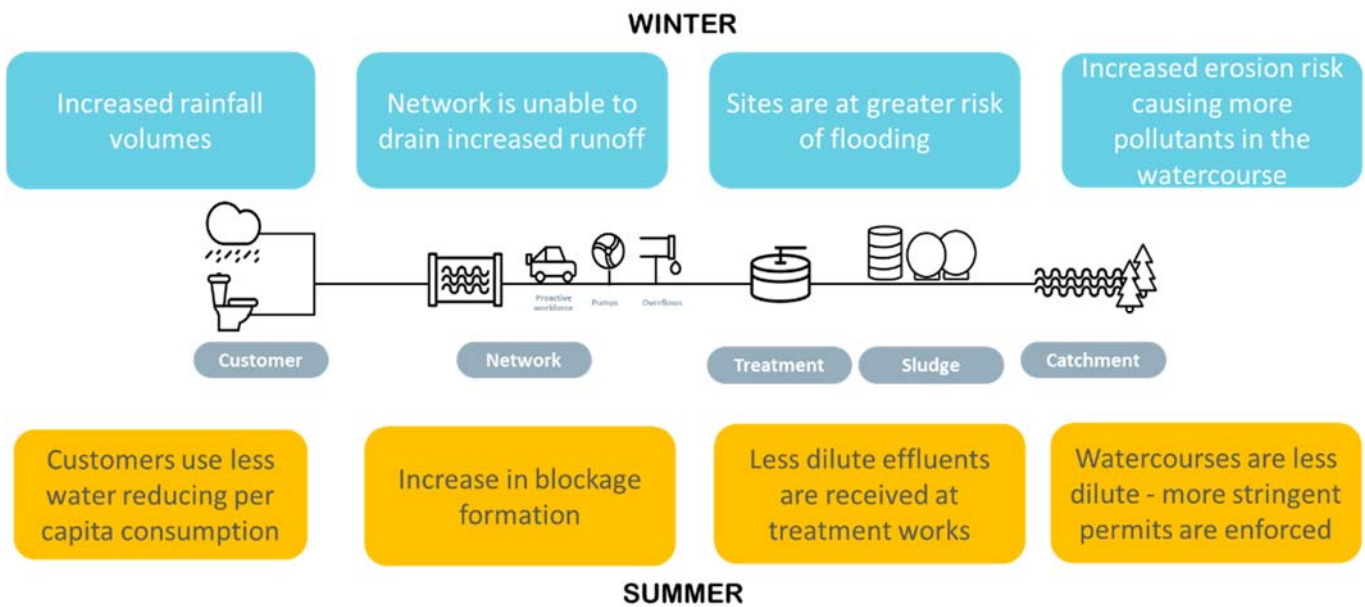 WINTER
Increased rainfall
volumes
Network is unable to
drain increased runoff
Sites are at greater risk
of flooding
Increased erosion risk
causing more
pollutants in the
watercourse
Proactive
workforce
Pumps
Overflows
Customer
Network
Treatment
Sludge
Catchment
Customers use less
water reducing per
capita consumption
Increase in blockage
formation
Less dilute effluents
are received at
treatment works
Watercourses are less
dilute - more stringent
permits are enforced
SUMMER